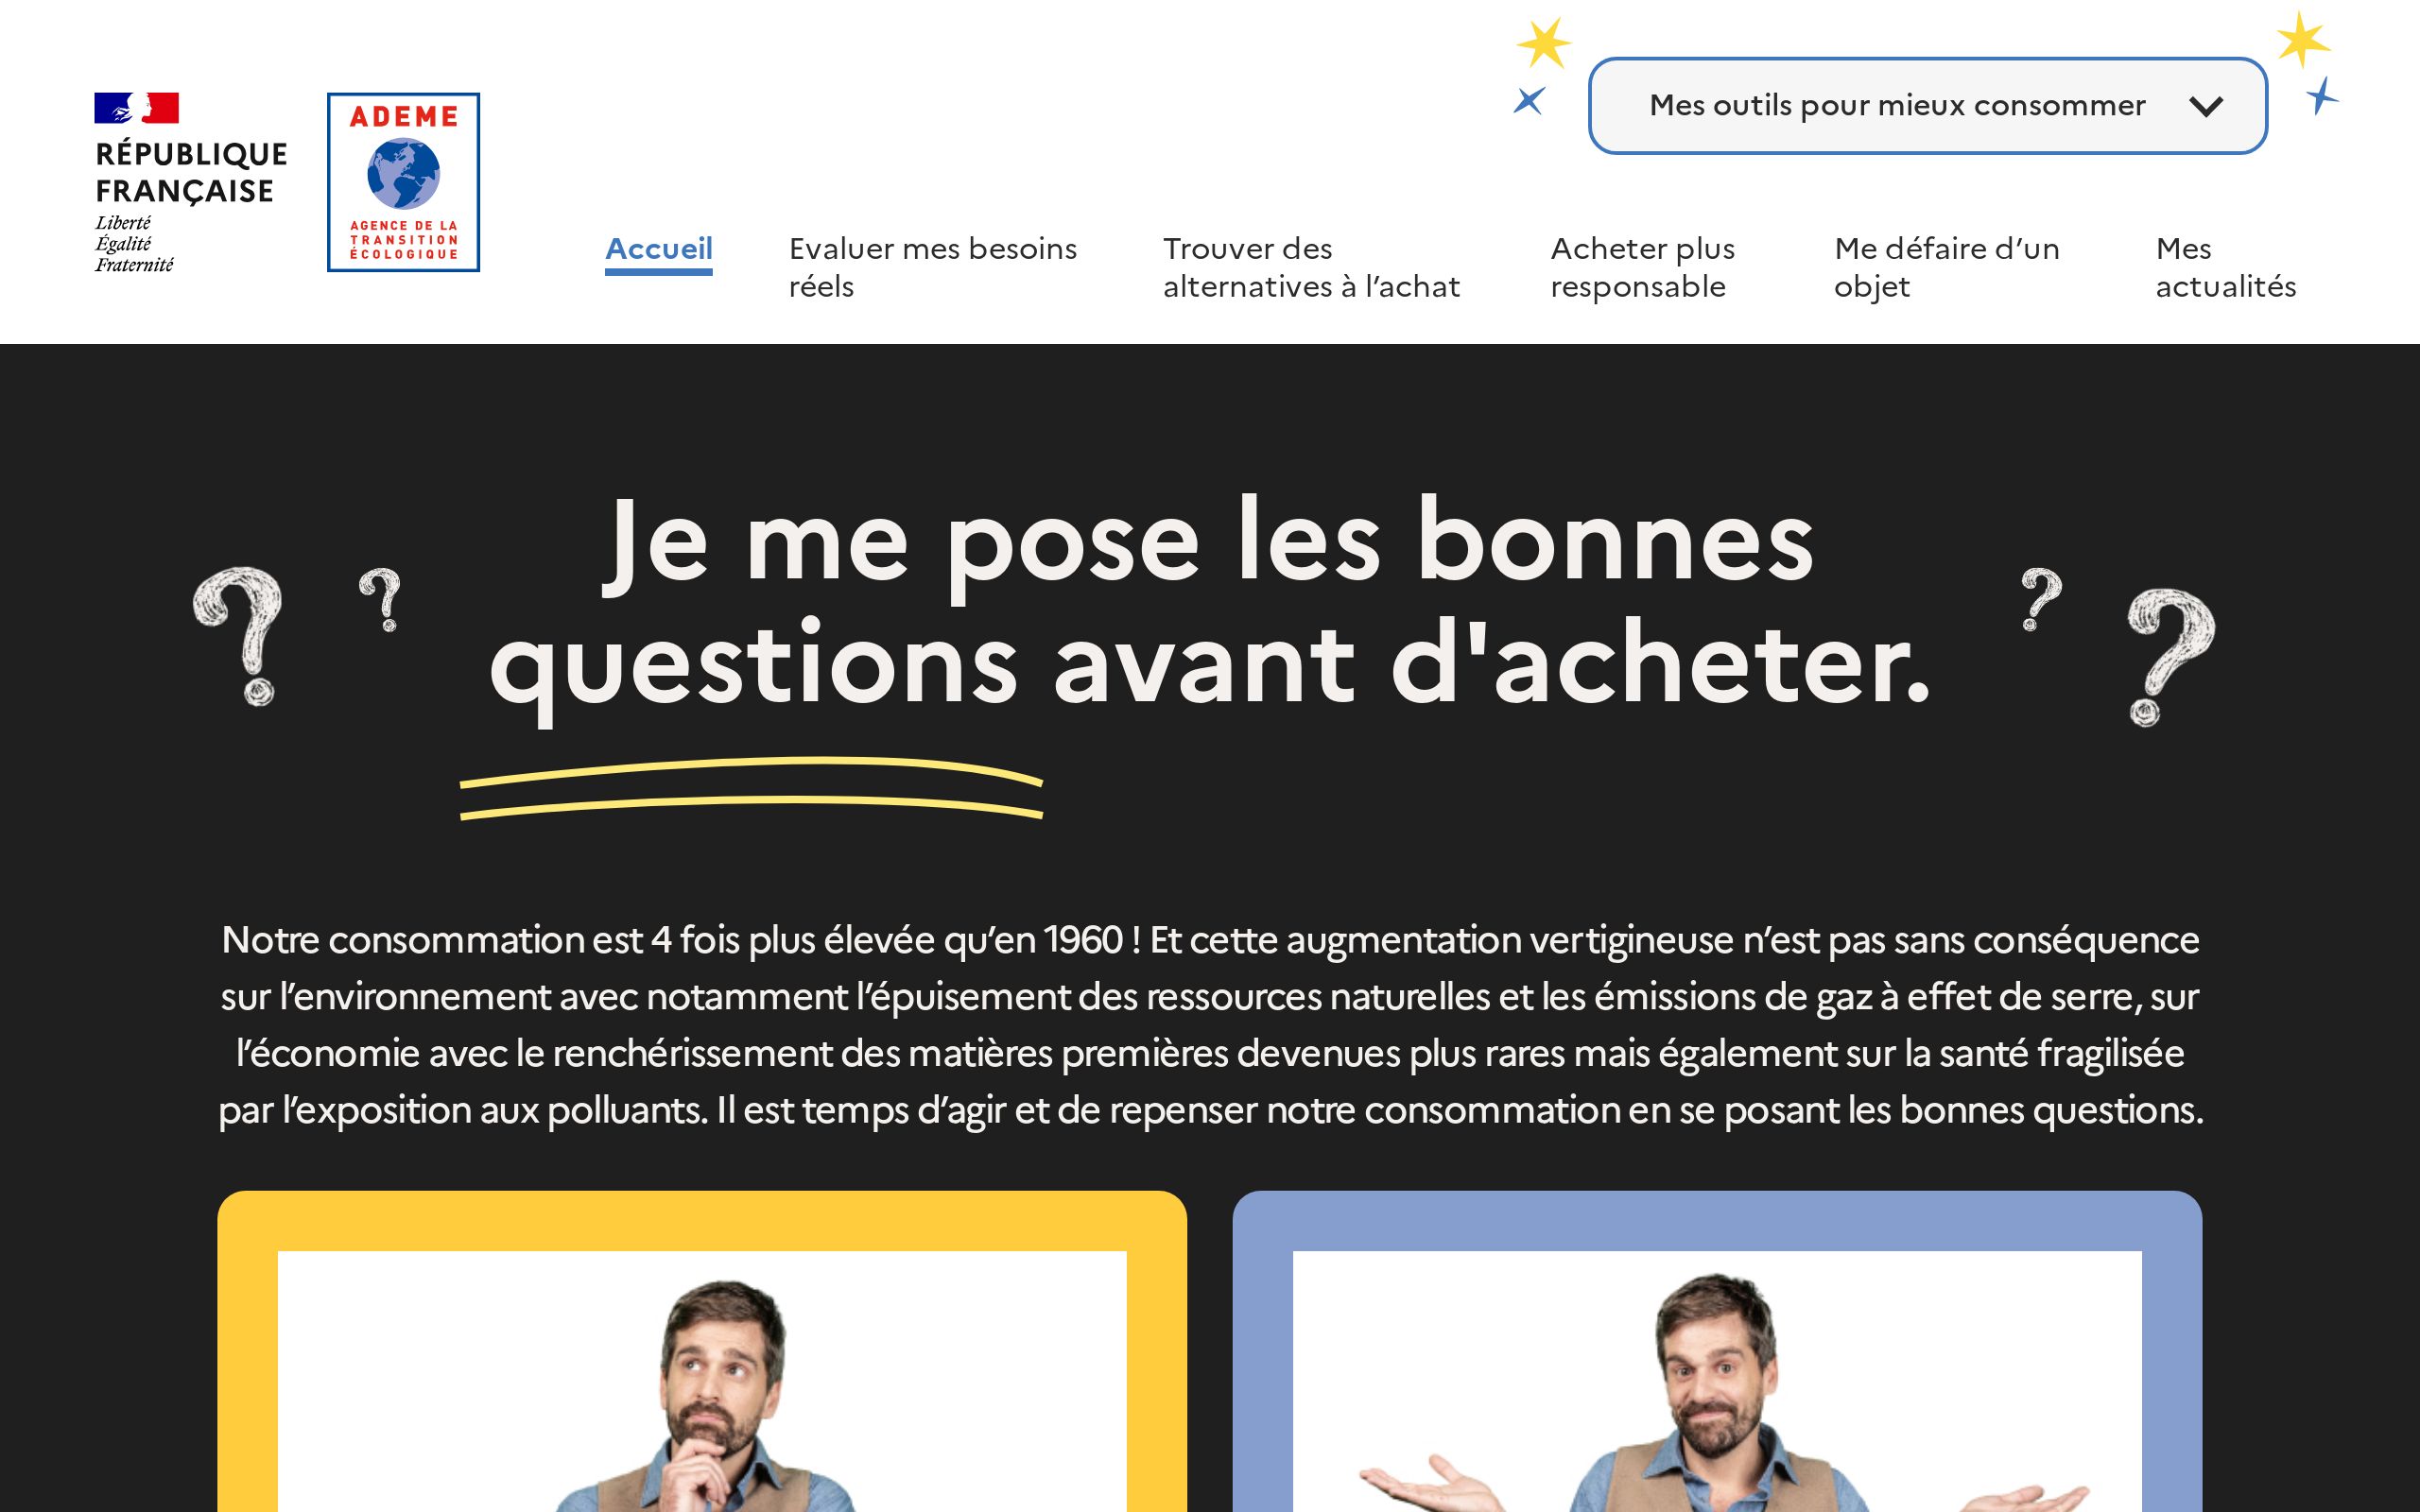 RÉPUBLIQUE
FRANÇAISE
Liberté
Égalité
Fraternité
ADEME
AGENCE DE LA
TRANSITION
ÉCOLOGIQUE
Mes outils pour mieux consommer
Accueil
Evaluer mes besoins
réels
Trouver des
alternatives à l’achat
Acheter plus
responsable
Me défaire d’un
objet
Mes
actualités
Je me pose les bonnes
? ? questions avant d'acheter. ? ?
Notre consommation est 4 fois plus élevée qu’en 1960 ! Et cette augmentation vertigineuse n’est pas sans conséquence
sur l’environnement avec notamment l’épuisement des ressources naturelles et les émissions de gaz à effet de serre, sur
l’économie avec le renchérissement des matières premières devenues plus rares mais également sur la santé fragilisée
par l’exposition aux polluants. Il est temps d’agir et de repenser notre consommation en se posant les bonnes questions.